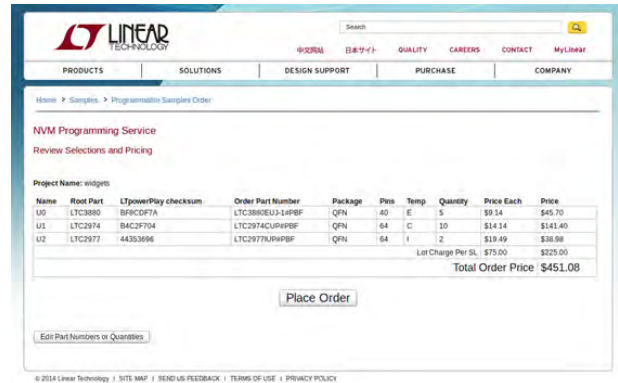 LINEAR
TECHNOLOGY
Search
中文网站 日本サイト QUALITY CAREERS CONTACT MyLinear
PRODUCTS SOLUTIONS DESIGN SUPPORT PURCHASE COMPANY
Home > Samples > Programmable Samples Order
NVM Programming Service
Review Selections and Pricing
Project Name: widgets
Name Root Part LTpowerPlay checksum Order Part Number Package Pins Temp Quantity Price Each Price
U0 LTC3880 BF8CDF7A LTC3880EUJ-1#PBF QFN 40 E 5 $9.14 $45.70
U1 LTC2974 B4C2F704 LTC2974CUP#PBF QFN 64 C 10 $14.14 $141.40
U2 LTC2977 44353696 LTC2977IUP#PBF QFN 64 I 2 $19.49 $38.98
Lot Charge Per SL $75.00 $225.00
Total Order Price $451.08
Place Order
Edit Part Numbers or Quantities
© 2014 Linear Technology | SITE MAP | SEND US FEEDBACK | TERMS OF USE | PRIVACY POLICY